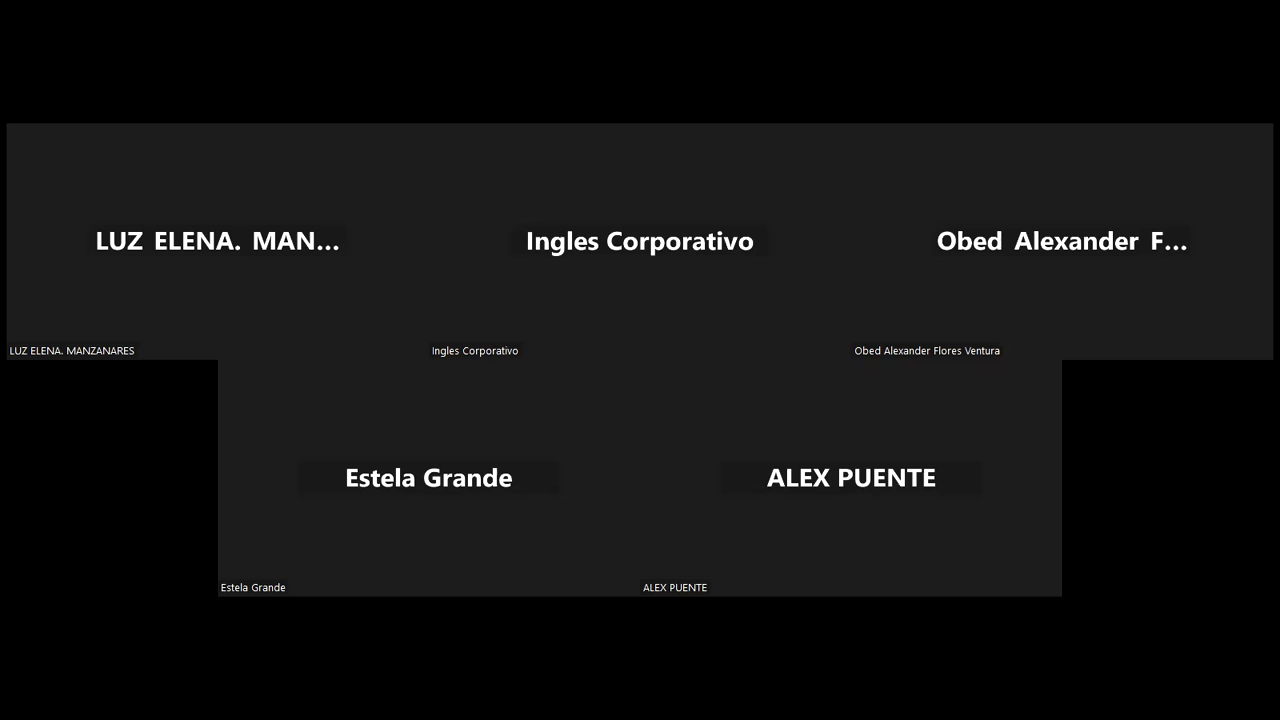 LUZ ELENA. MAN...
Ingles Corporativo
Obed Alexander F...
LUZ ELENA. MANZANARES
Ingles Corporativo
Obed Alexander Flores Ventura
Estela Grande
ALEX PUENTE
Estela Grande
ALEX PUENTE